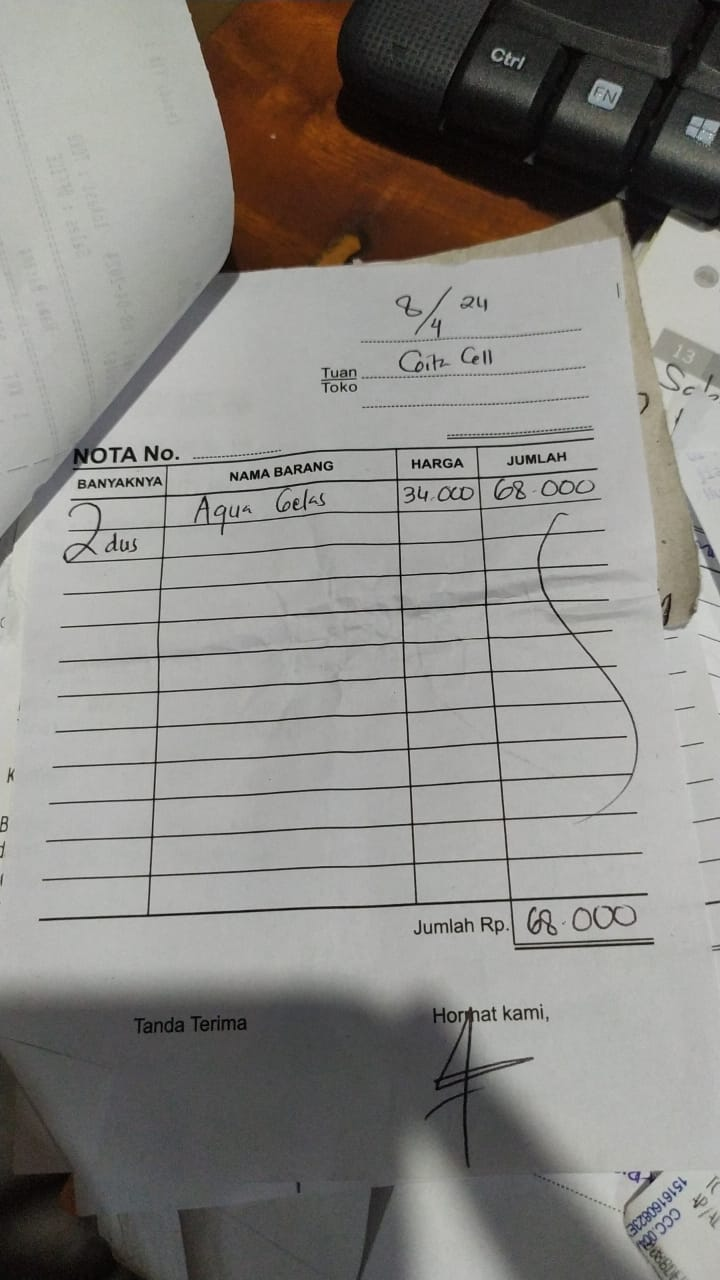 Ctrl
FN
13
8/4 24
Tuan
Toko
Cell
NOTA No.
BANYAKNYA NAMA BARANG HARGA JUMLAH
2 dus Aqua Gelas 34.000 68.000
Jumlah Rp. 68.000
Tanda Terima Hormat kami,